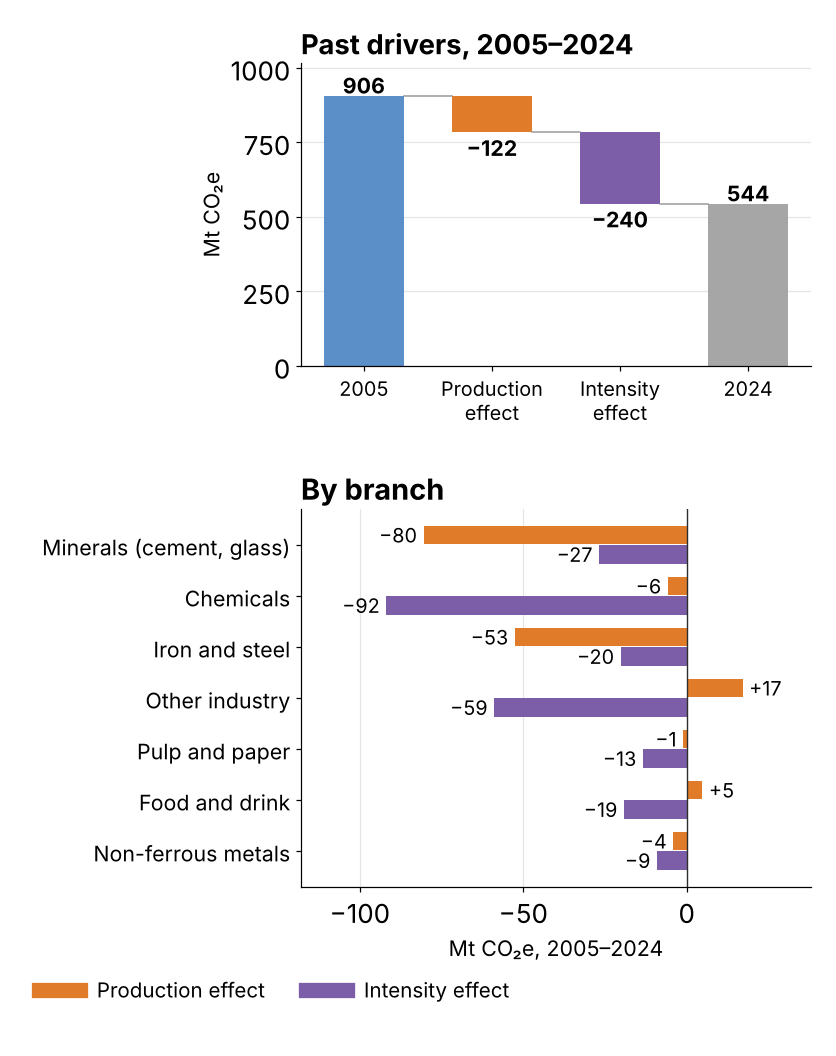 Past drivers, 2005–2024
1000
750
500
250
0
Mt CO₂e
906
−122
−240
544
2005
Production
effect
Intensity
effect
2024
By branch
Minerals (cement, glass)
−80
−27
Chemicals
−6
−92
Iron and steel
−53
−20
Other industry
+17
−59
Pulp and paper
−1
−13
Food and drink
+5
−19
Non-ferrous metals
−4
−9
−100
−50
0
Mt CO₂e, 2005–2024
Production effect
Intensity effect